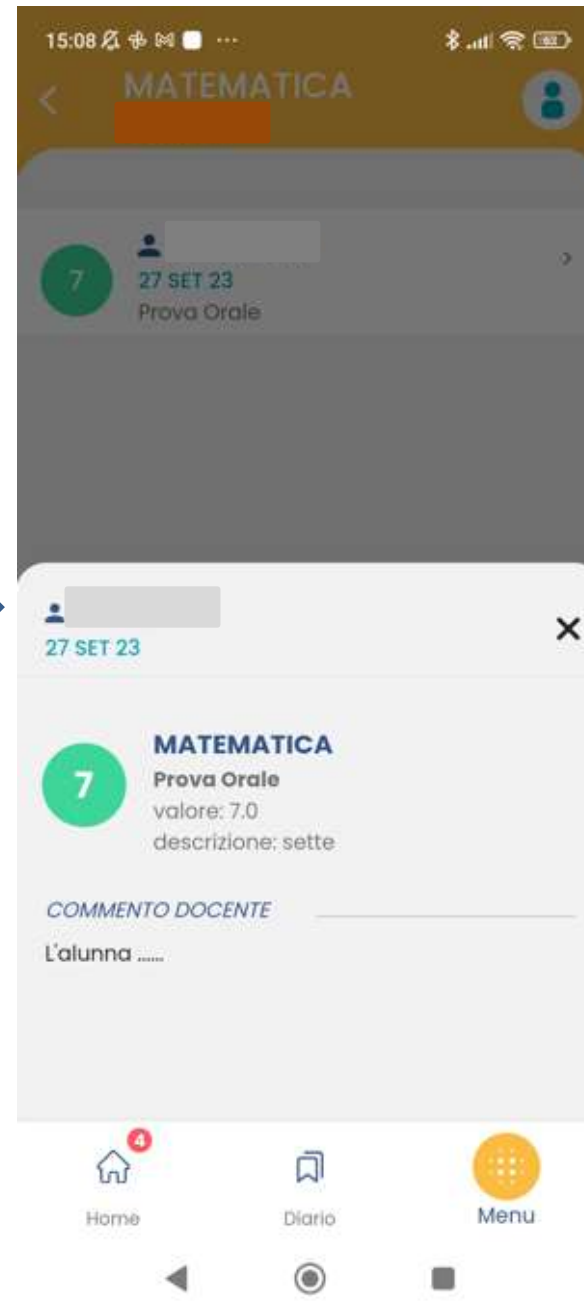 15:08
MATEMATICA
7
27 SET 23
Prova Orale
27 SET 23
7
MATEMATICA
Prova Orale
valore: 7.0
descrizione: sette
COMMENTO DOCENTE
L'alunna ......
4
Home
Diario
Menu